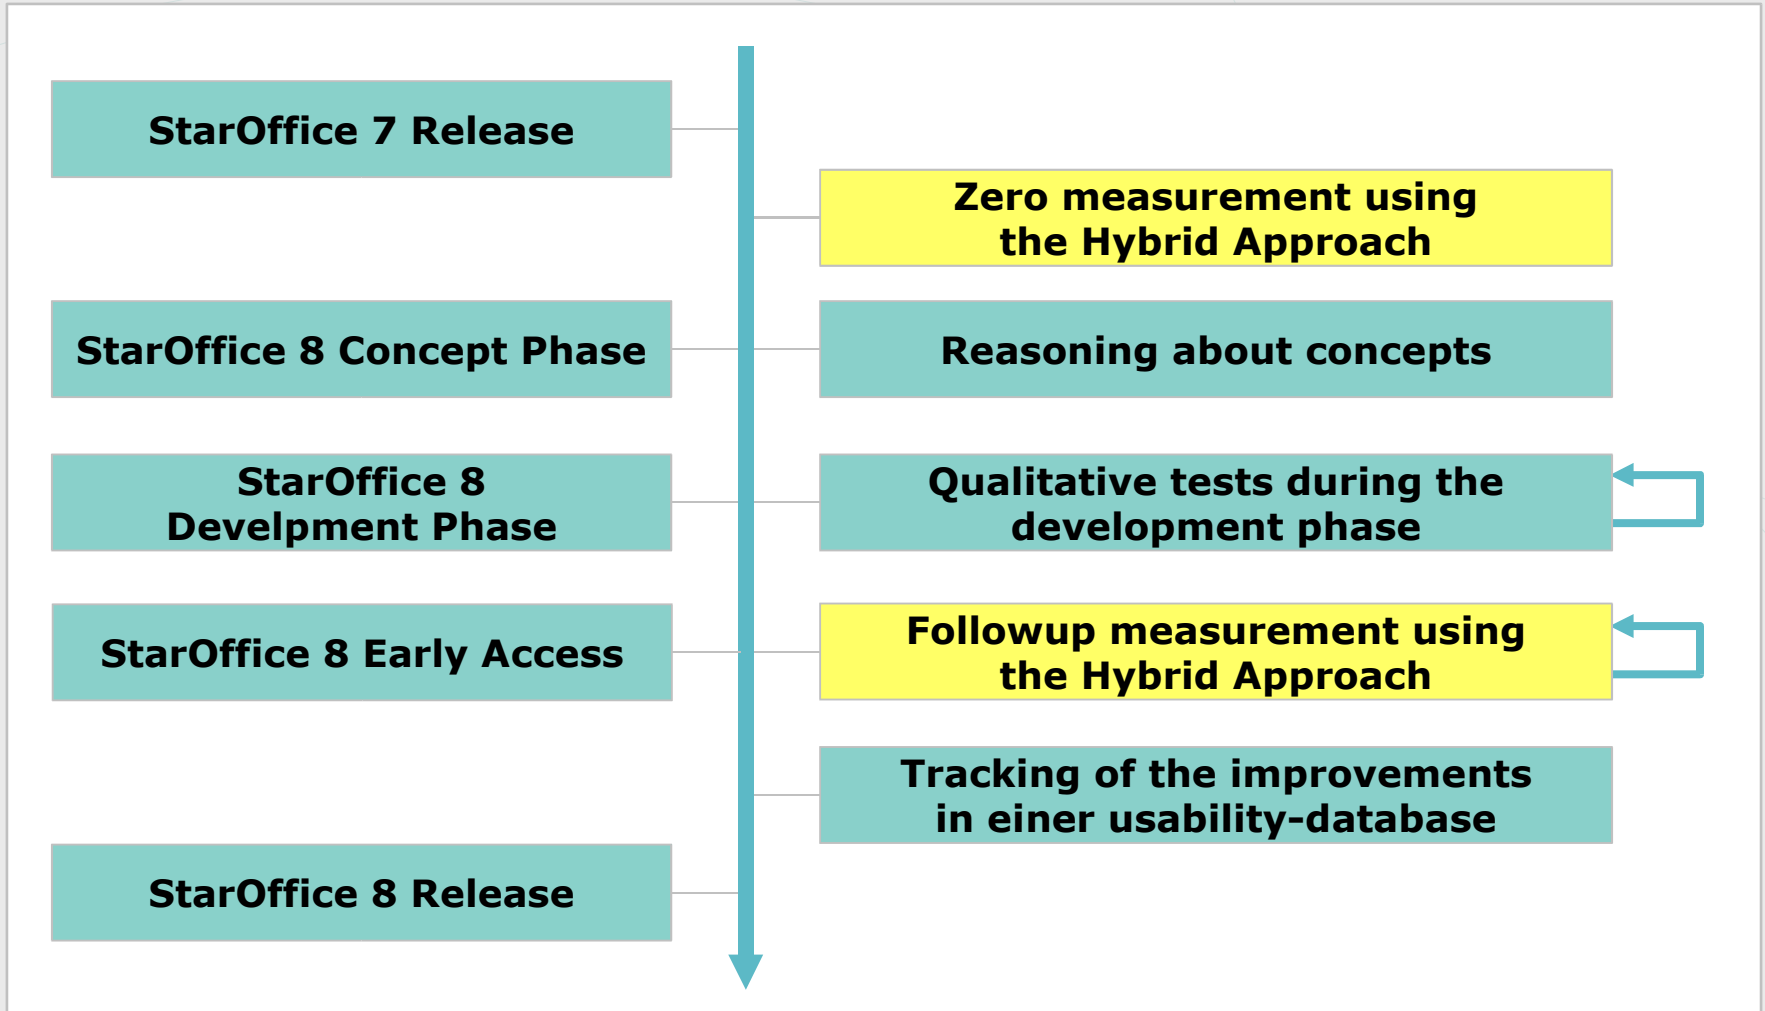 StarOffice 7 Release
Zero measurement using
the Hybrid Approach
StarOffice 8 Concept Phase
Reasoning about concepts
StarOffice 8
Develpment Phase
Qualitative tests during the
development phase
StarOffice 8 Early Access
Followup measurement using
the Hybrid Approach
Tracking of the improvements
in einer usability-database
StarOffice 8 Release